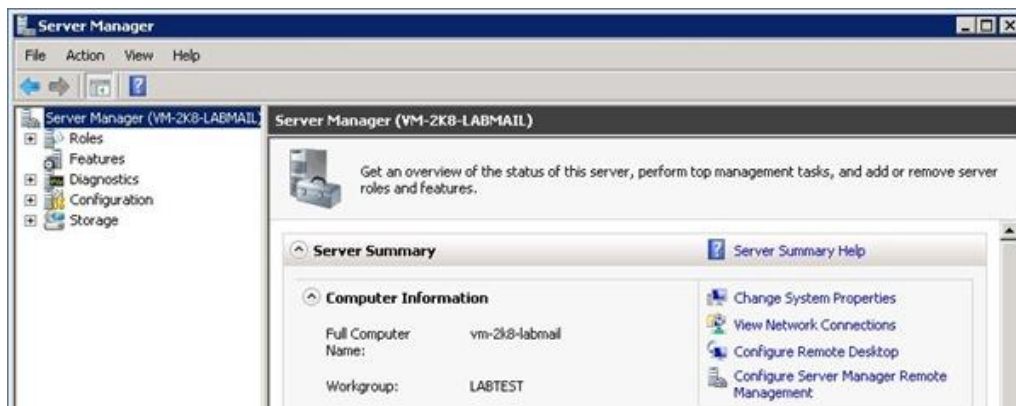 Server Manager
File Action View Help
Server Manager (VM-2K8-LABMAIL)
Roles
Features
Diagnostics
Configuration
Storage
Server Manager (VM-2K8-LABMAIL)
Get an overview of the status of this server, perform top management tasks, and add or remove server
roles and features.
Server Summary
Server Summary Help
Computer Information
Full Computer
Name:
vm-2k8-labmail
Workgroup:
LABTEST
Change System Properties
View Network Connections
Configure Remote Desktop
Configure Server Manager Remote
Management